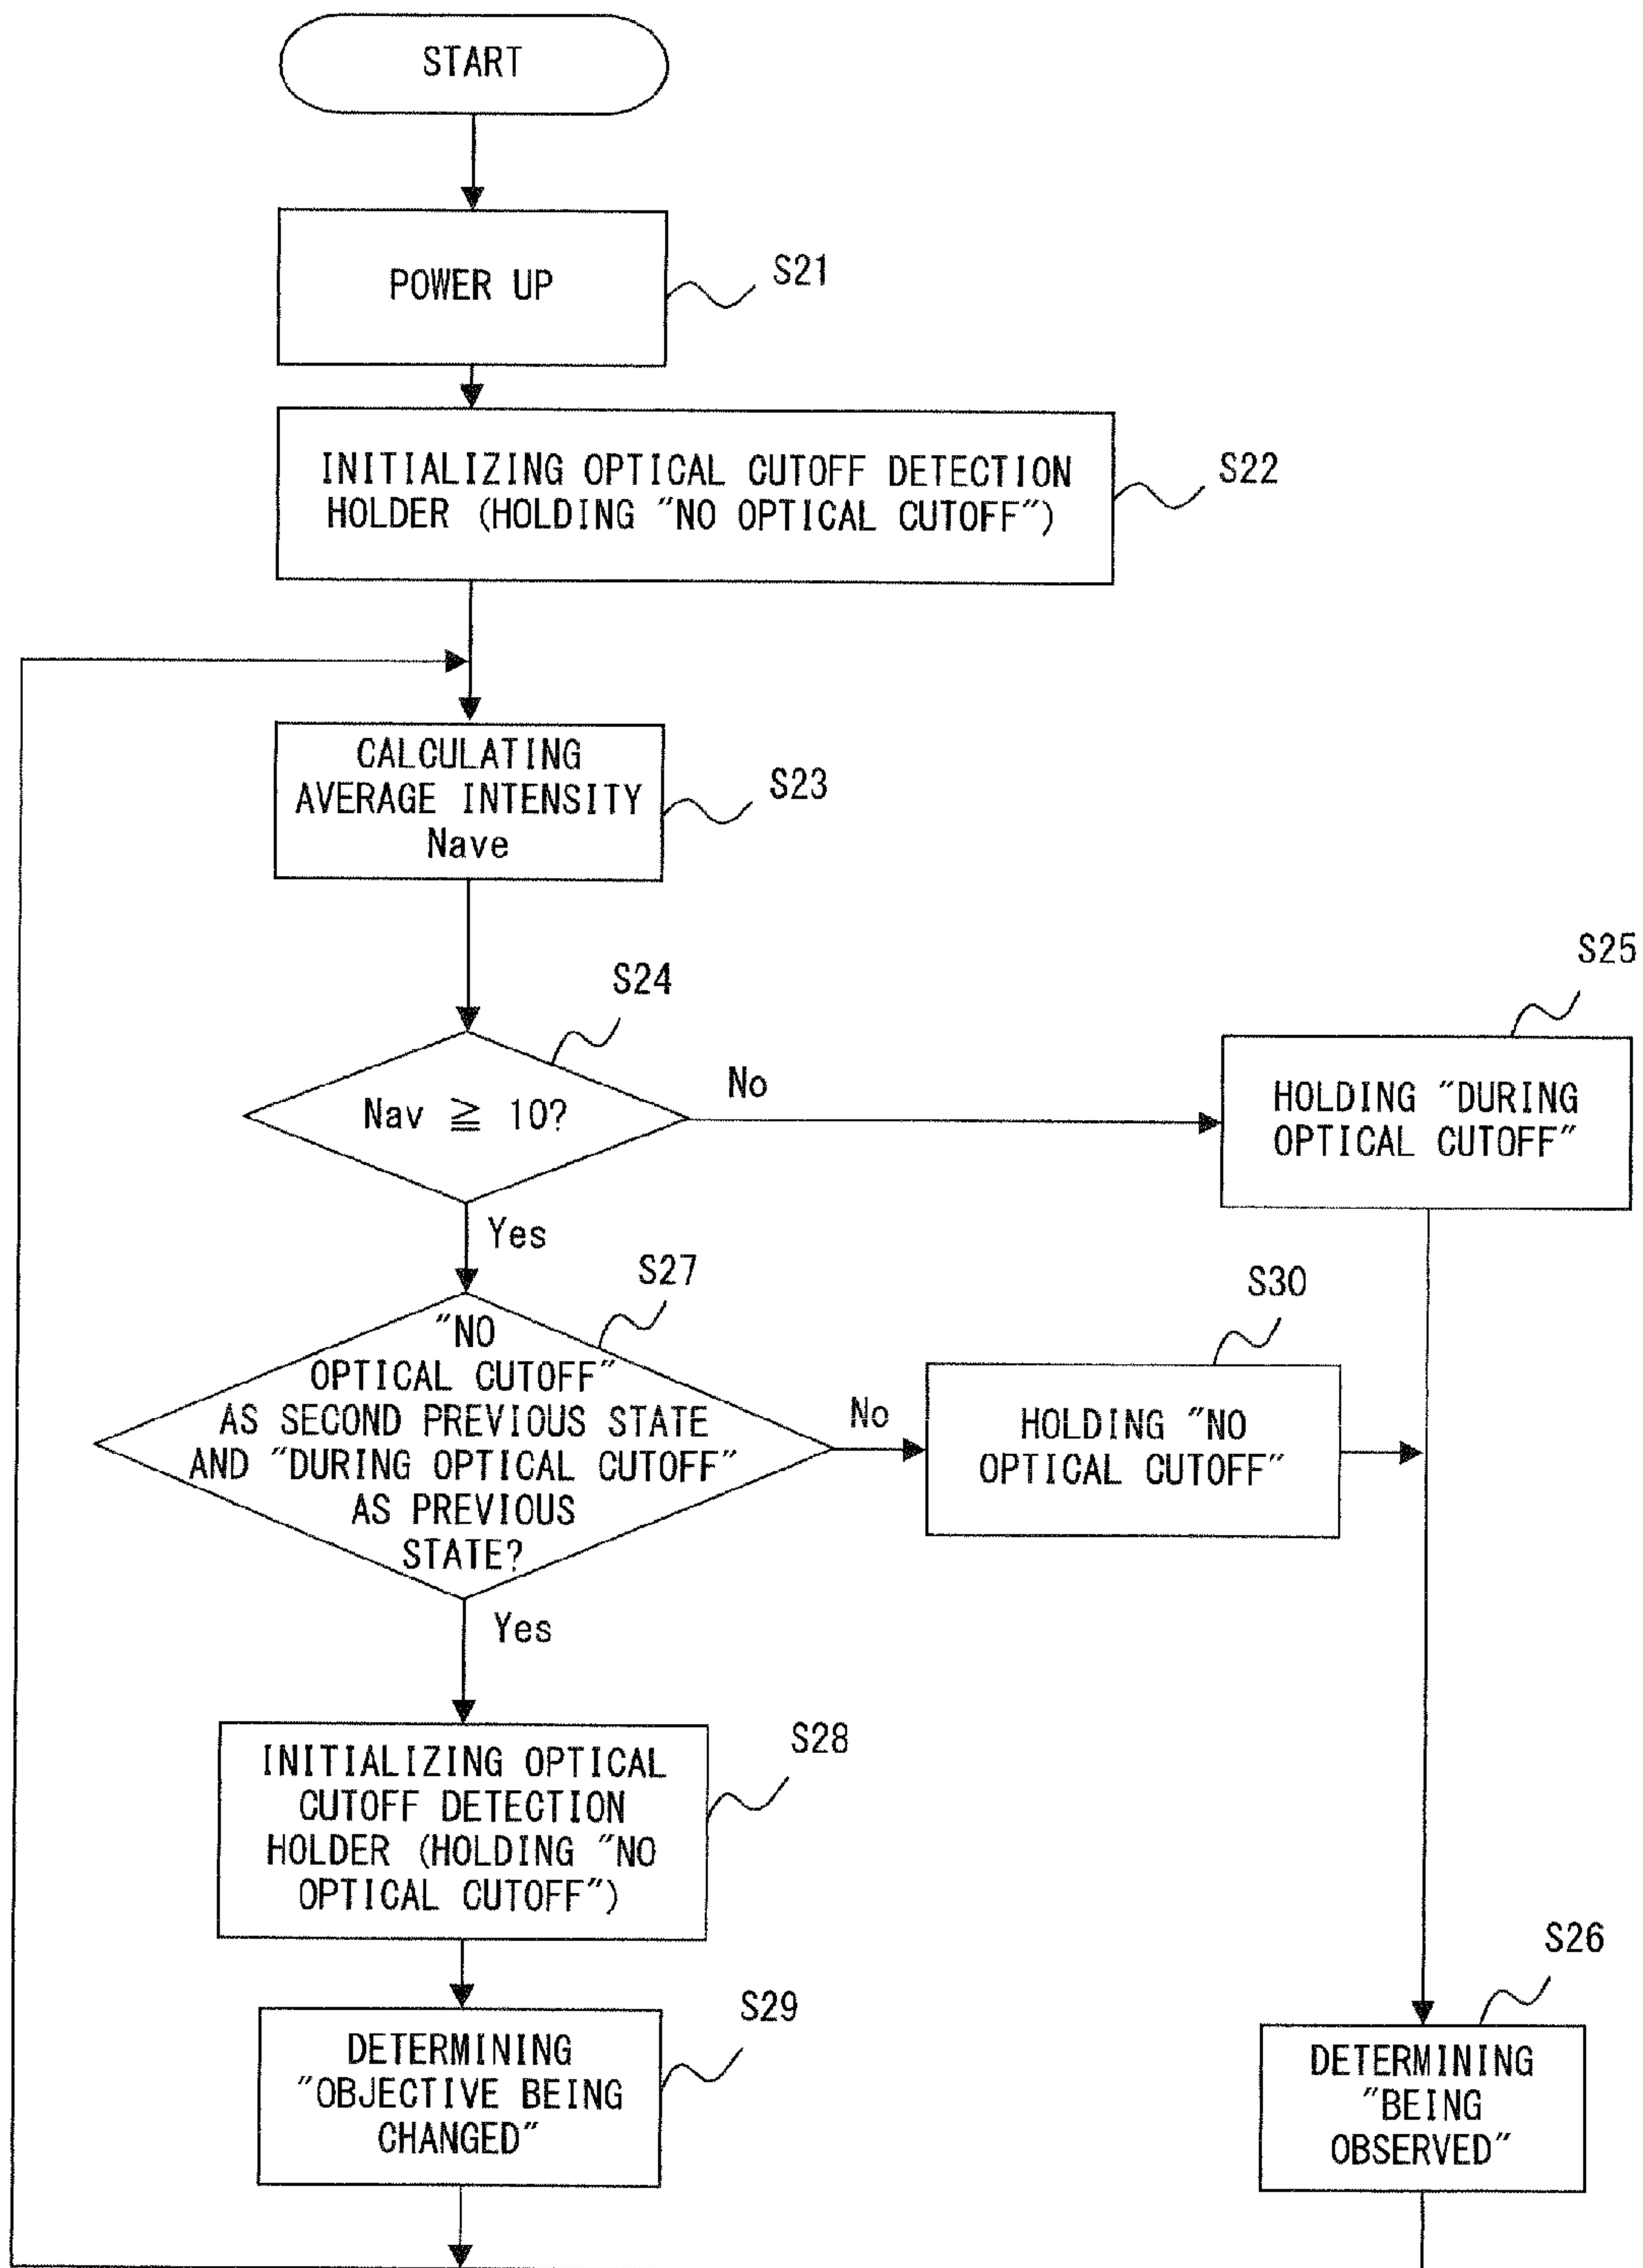 START
POWER UP
S21
INITIALIZING OPTICAL CUTOFF DETECTION
HOLDER (HOLDING "NO OPTICAL CUTOFF")
S22
CALCULATING
AVERAGE INTENSITY
Nave
S23
S24
Nav ≧ 10?
No
Yes
S25
HOLDING "DURING
OPTICAL CUTOFF"
S27
"NO
OPTICAL CUTOFF"
AS SECOND PREVIOUS STATE
AND "DURING OPTICAL CUTOFF"
AS PREVIOUS
STATE?
No
Yes
S30
HOLDING "NO
OPTICAL CUTOFF"
S28
INITIALIZING OPTICAL
CUTOFF DETECTION
HOLDER (HOLDING "NO
OPTICAL CUTOFF")
S29
DETERMINING
"OBJECTIVE BEING
CHANGED"
S26
DETERMINING
"BEING
OBSERVED"